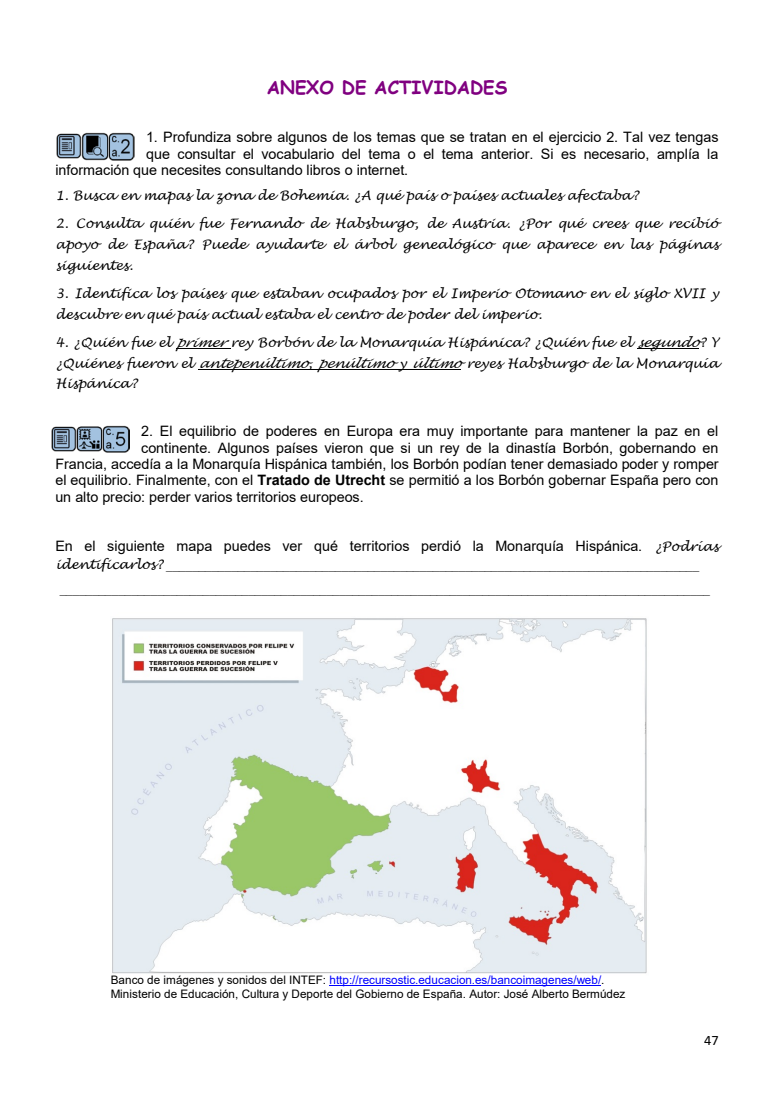 ANEXO DE ACTIVIDADES
c. a. 2
1. Profundiza sobre algunos de los temas que se tratan en el ejercicio 2. Tal vez tengas
que consultar el vocabulario del tema o el tema anterior. Si es necesario, amplía la
información que necesites consultando libros o internet.
1. Busca en mapas la zona de Bohemia. ¿A qué país o países actuales afectaba?
2. Consulta quién fue Fernando de Habsburgo, de Austria. ¿Por qué crees que recibió
apoyo de España? Puede ayudarte el árbol genealógico que aparece en las páginas
siguientes.
3. Identifica los países que estaban ocupados por el Imperio Otomano en el siglo XVII y
descubre en qué país actual estaba el centro de poder del imperio.
4. ¿Quién fue el primer rey Borbón de la Monarquía Hispánica? ¿Quién fue el segundo? Y
¿Quiénes fueron el antepenúltimo, penúltimo y último reyes Habsburgo de la Monarquía
Hispánica?
c. a. 5
2. El equilibrio de poderes en Europa era muy importante para mantener la paz en el
continente. Algunos países vieron que si un rey de la dinastía Borbón, gobernando en
Francia, accedía a la Monarquía Hispánica también, los Borbón podían tener demasiado poder y romper
el equilibrio. Finalmente, con el Tratado de Utrecht se permitió a los Borbón gobernar España pero con
un alto precio: perder varios territorios europeos.
En el siguiente mapa puedes ver qué territorios perdió la Monarquía Hispánica. ¿Podrías
identificarlos?
TERRITORIOS CONSERVADOS POR FELIPE V
TRAS LA GUERRA DE SUCESIÓN
TERRITORIOS PERDIDOS POR FELIPE V
TRAS LA GUERRA DE SUCESIÓN
OCÉANO ATLANTICO
MAR MEDITERRÁNEO
Banco de imágenes y sonidos del INTEF: http://recursostic.educacion.es/bancoimagenes/web/.
Ministerio de Educación, Cultura y Deporte del Gobierno de España. Autor: José Alberto Bermúdez
47